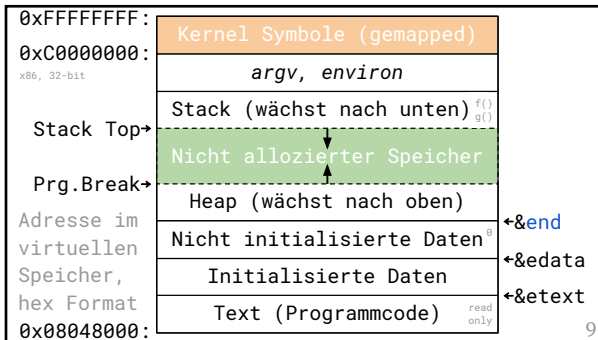 0xFFFFFFFF:
Kernel Symbole (gemapped)
0xC0000000:
x86, 32-bit
argv, environ
Stack (wächst nach unten) f()
g()
Stack Top
Nicht allozierter Speicher
Prg.Break
Heap (wächst nach oben)
&end
Adresse im
virtuellen
Speicher,
hex Format
Nicht initialisierte Daten 0
&edata
Initialisierte Daten
&etext
Text (Programmcode) read
only
0x08048000:
9